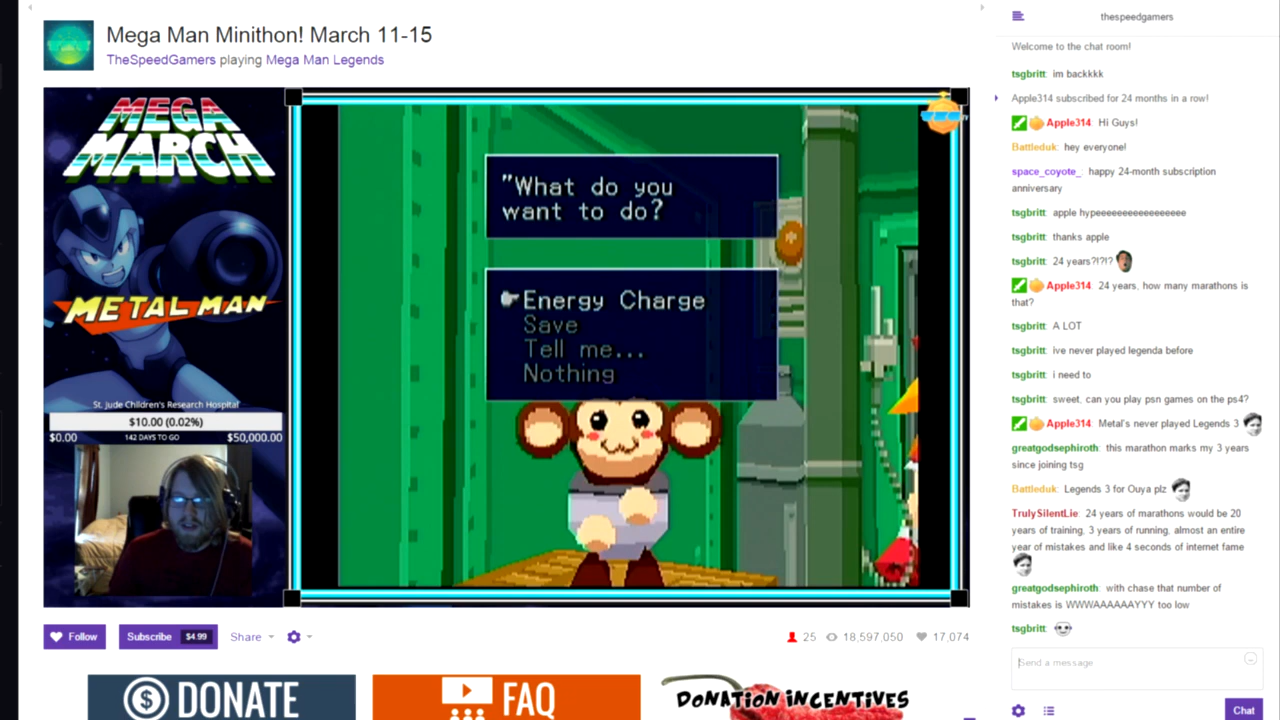 Mega Man Minithon! March 11-15
TheSpeedGamers playing Mega Man Legends
MEGA
MARCH
METAL MAN
St. Jude Children's Research Hospital
$10.00 (0.02%)
$0.00 142 DAYS TO GO $50,000.00
"What do you
want to do?
Energy Charge
Save
Tell me...
Nothing
Follow
Subscribe $4.99
Share
25
18,597,050
17,074
DONATE
FAQ
DONATION INCENTIVES
thespeedgamers
Welcome to the chat room!
tsgbritt: im backkkk
Apple314 subscribed for 24 months in a row!
Apple314: Hi Guys!
Battleduk: hey everyone!
space_coyote_: happy 24-month subscription
anniversary
tsgbritt: apple hypeeeeeeeeeeeeeeeee
tsgbritt: thanks apple
tsgbritt: 24 years?!?!?
Apple314: 24 years, how many marathons is
that?
tsgbritt: A LOT
tsgbritt: ive never played legenda before
tsgbritt: i need to
tsgbritt: sweet, can you play psn games on the ps4?
Apple314: Metal's never played Legends 3
greatgodsephiroth: this marathon marks my 3 years
since joining tsg
Battleduk: Legends 3 for Ouya plz
TrulySilentLie: 24 years of marathons would be 20
years of training, 3 years of running, almost an entire
year of mistakes and like 4 seconds of internet fame
greatgodsephiroth: with chase that number of
mistakes is WWWAAAAAAYYY too low
tsgbritt:
Send a message
Chat